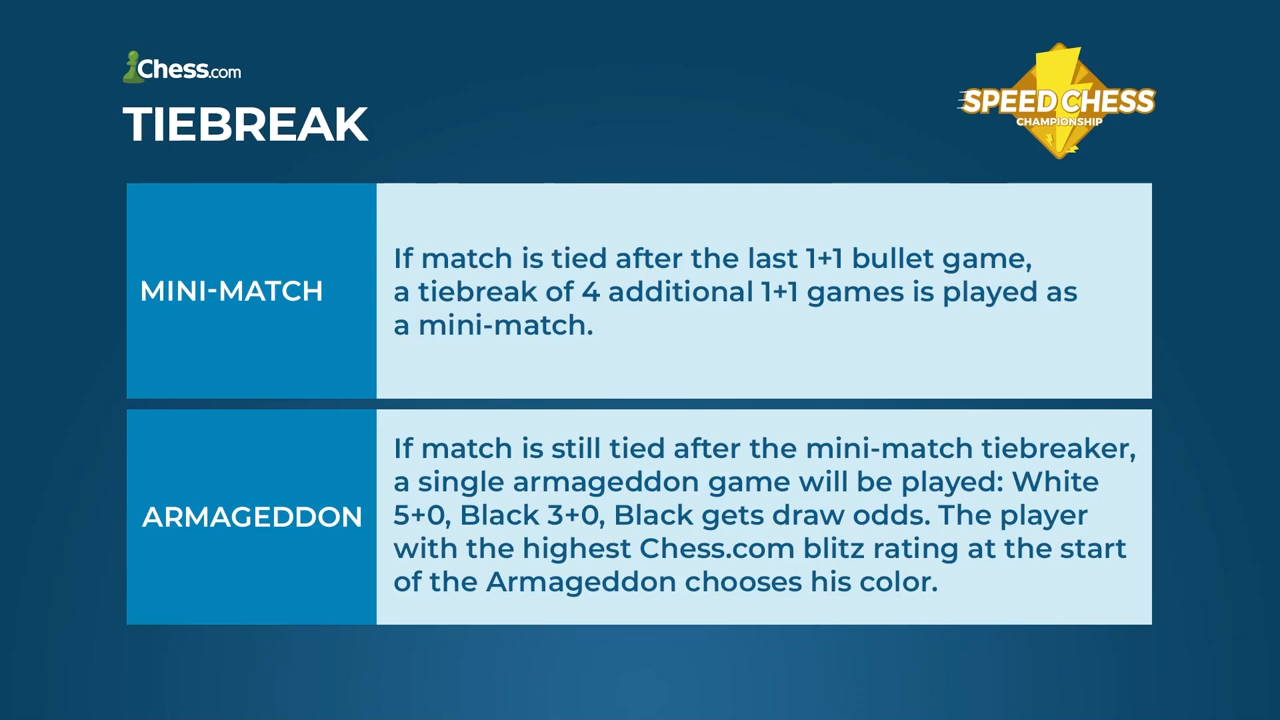 Chess.com
TIEBREAK
SPEED CHESS
CHAMPIONSHIP
MINI-MATCH
If match is tied after the last 1+1 bullet game,
a tiebreak of 4 additional 1+1 games is played as
a mini-match.
ARMAGEDDON
If match is still tied after the mini-match tiebreaker,
a single armageddon game will be played: White
5+0, Black 3+0, Black gets draw odds. The player
with the highest Chess.com blitz rating at the start
of the Armageddon chooses his color.